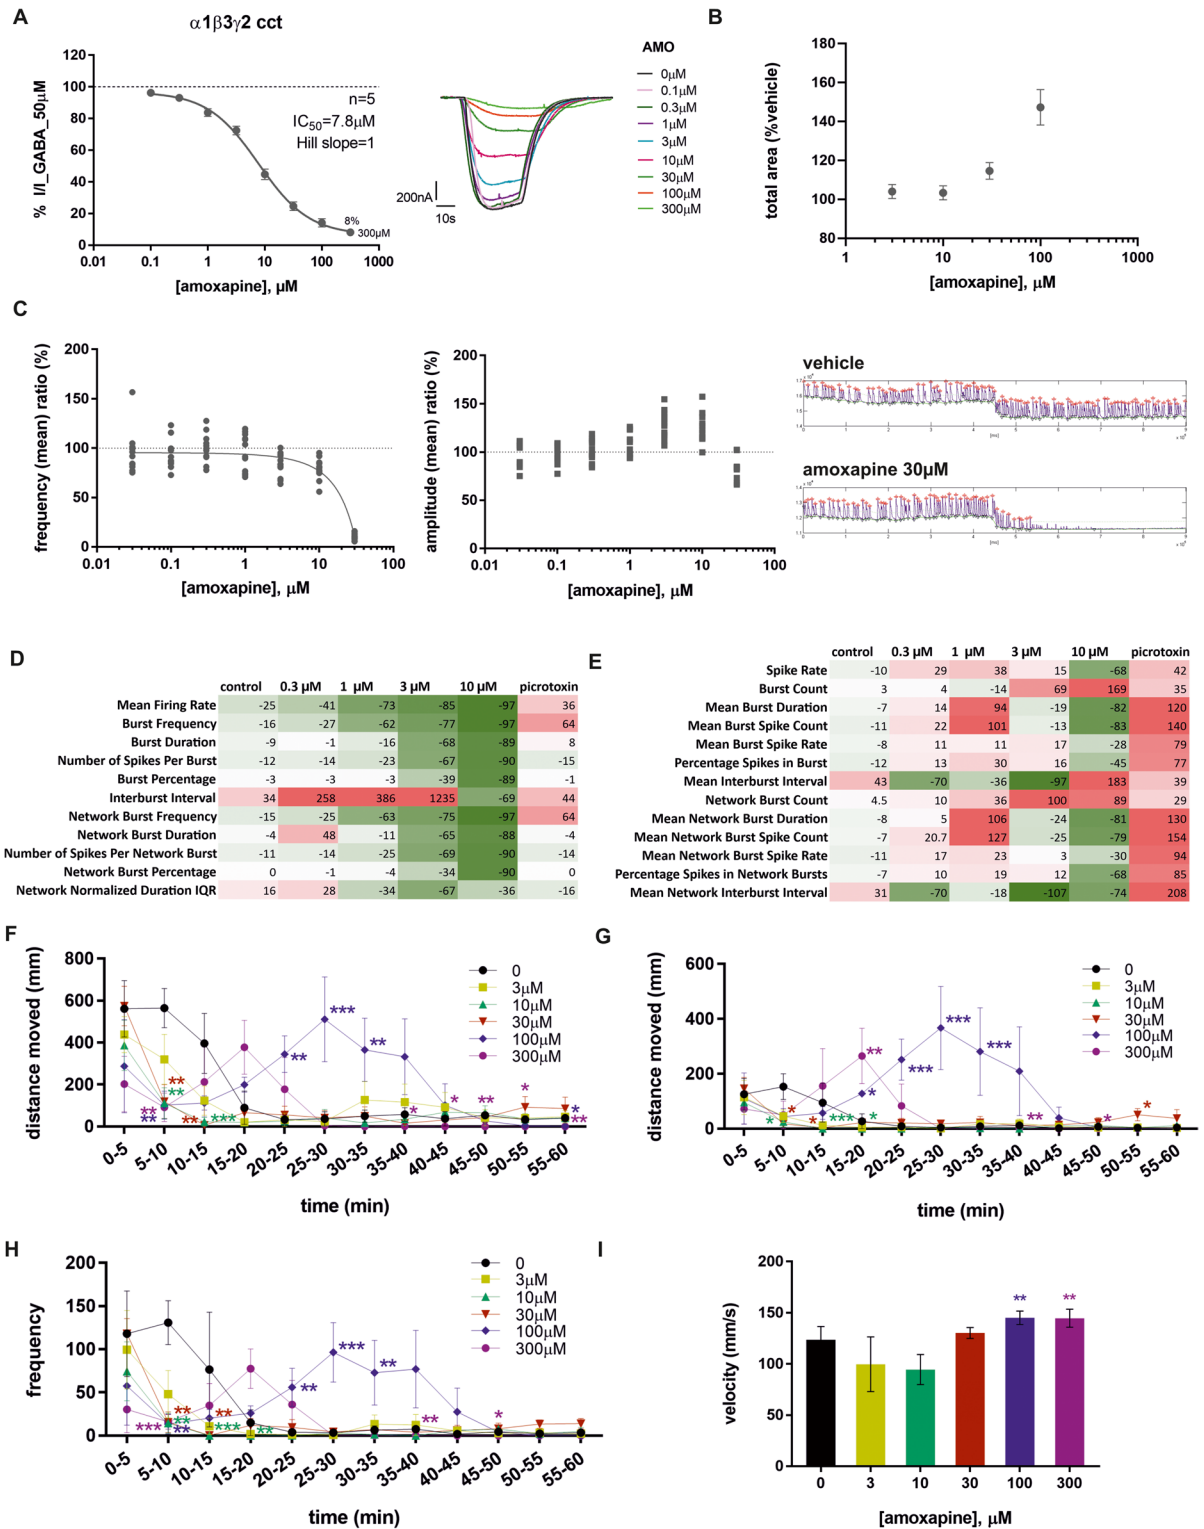 A
α1β3γ2 cct
120
100
80
60
40
20
0
% I/I_GABA_50μM
n=5
IC50=7.8μM
Hill slope=1
8%
300μM
0.01 0.1 1 10 100 1000
[amoxapine], μM
200nA
10s
AMO
0μM
0.1μM
0.3μM
1μM
3μM
10μM
30μM
100μM
300μM
B
180
160
140
120
100
80
total area (%vehicle)
1 10 100 1000
[amoxapine], μM
C
200
150
100
50
0
frequency (mean) ratio (%)
0.01 0.1 1 10 100
[amoxapine], μM
200
150
100
50
0
amplitude (mean) ratio (%)
0.01 0.1 1 10 100
[amoxapine], μM
vehicle
amoxapine 30μM
D
control 0.3 μM 1 μM 3 μM 10 μM picrotoxin
Mean Firing Rate -25 -41 -73 -85 -97 36
Burst Frequency -16 -27 -62 -77 -97 64
Burst Duration -9 -1 -16 -68 -89 8
Number of Spikes Per Burst -12 -14 -23 -67 -90 -15
Burst Percentage -3 -3 -3 -39 -89 -1
Interburst Interval 34 258 386 1235 -69 44
Network Burst Frequency -15 -25 -63 -75 -97 64
Network Burst Duration -4 48 -11 -65 -88 -4
Number of Spikes Per Network Burst -11 -14 -25 -69 -90 -14
Network Burst Percentage 0 -1 -4 -34 -90 0
Network Normalized Duration IQR 16 28 -34 -67 -36 -16
E
control 0.3 μM 1 μM 3 μM 10 μM picrotoxin
Spike Rate -10 29 38 15 -68 42
Burst Count 3 4 -14 69 169 35
Mean Burst Duration -7 14 94 -19 -82 120
Mean Burst Spike Count -11 22 101 -13 -83 140
Mean Burst Spike Rate -8 11 11 17 -28 79
Percentage Spikes in Burst -12 13 30 16 -45 77
Mean Interburst Interval 43 -70 -36 -97 183 39
Network Burst Count 4.5 10 36 100 89 29
Mean Network Burst Duration -8 5 106 -24 -81 130
Mean Network Burst Spike Count -7 20.7 127 -25 -79 154
Mean Network Burst Spike Rate -11 17 23 3 -30 94
Percentage Spikes in Network Bursts -7 10 19 12 -68 85
Mean Network Interburst Interval 31 -70 -18 -107 -74 208
F
800
600
400
200
0
distance moved (mm)
0
3μM
10μM
30μM
100μM
300μM
***
**
**
**
**
**
**
**
***
*
*
**
*
*
**
0-5 5-10 10-15 15-20 20-25 25-30 30-35 35-40 40-45 45-50 50-55 55-60
time (min)
G
600
400
200
0
distance moved (mm)
0
3μM
10μM
30μM
100μM
300μM
***
***
**
***
*
*
*
*
***
*
**
*
*
0-5 5-10 10-15 15-20 20-25 25-30 30-35 35-40 40-45 45-50 50-55 55-60
time (min)
H
200
150
100
50
0
frequency
0
3μM
10μM
30μM
100μM
300μM
***
**
**
**
**
**
***
**
***
**
**
*
0-5 5-10 10-15 15-20 20-25 25-30 30-35 35-40 40-45 45-50 50-55 55-60
time (min)
I
200
150
100
50
0
velocity (mm/s)
** **
0 3 10 30 100 300
[amoxapine], μM